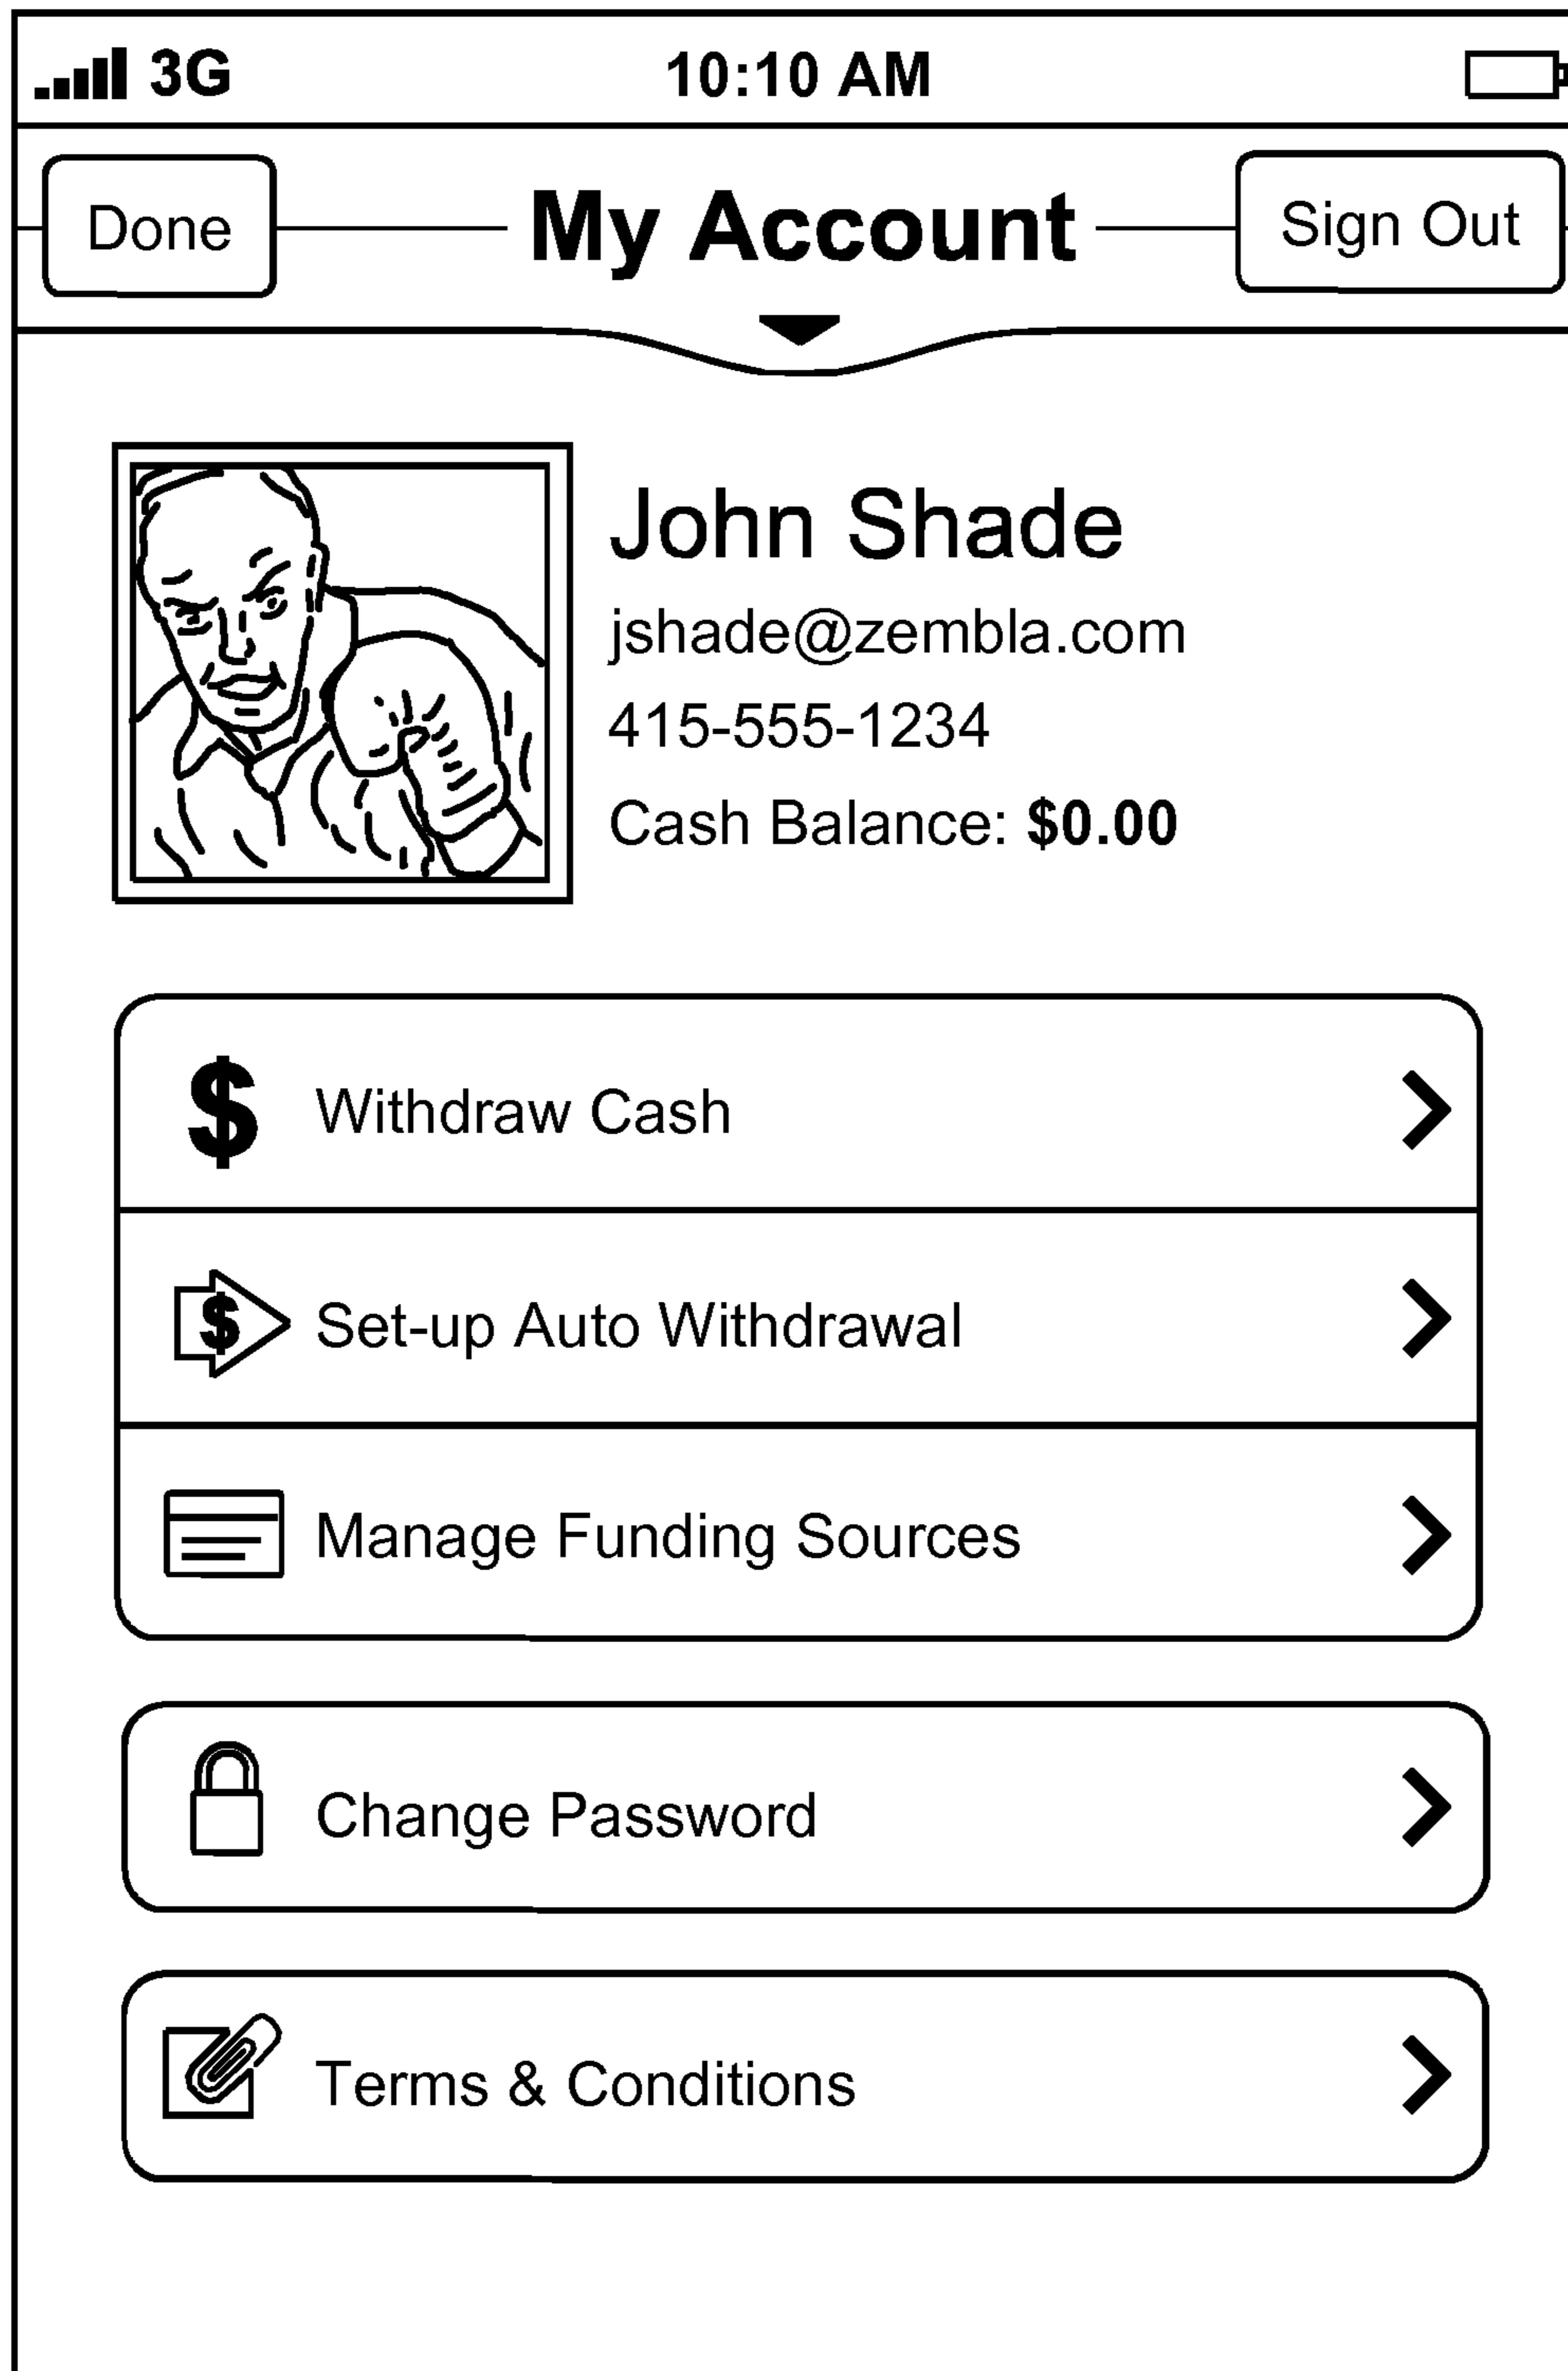 3G 10:10 AM
Done My Account Sign Out
John Shade
jshade@zembla.com
415-555-1234
Cash Balance: $0.00
$ Withdraw Cash
$ Set-up Auto Withdrawal
Manage Funding Sources
Change Password
Terms & Conditions